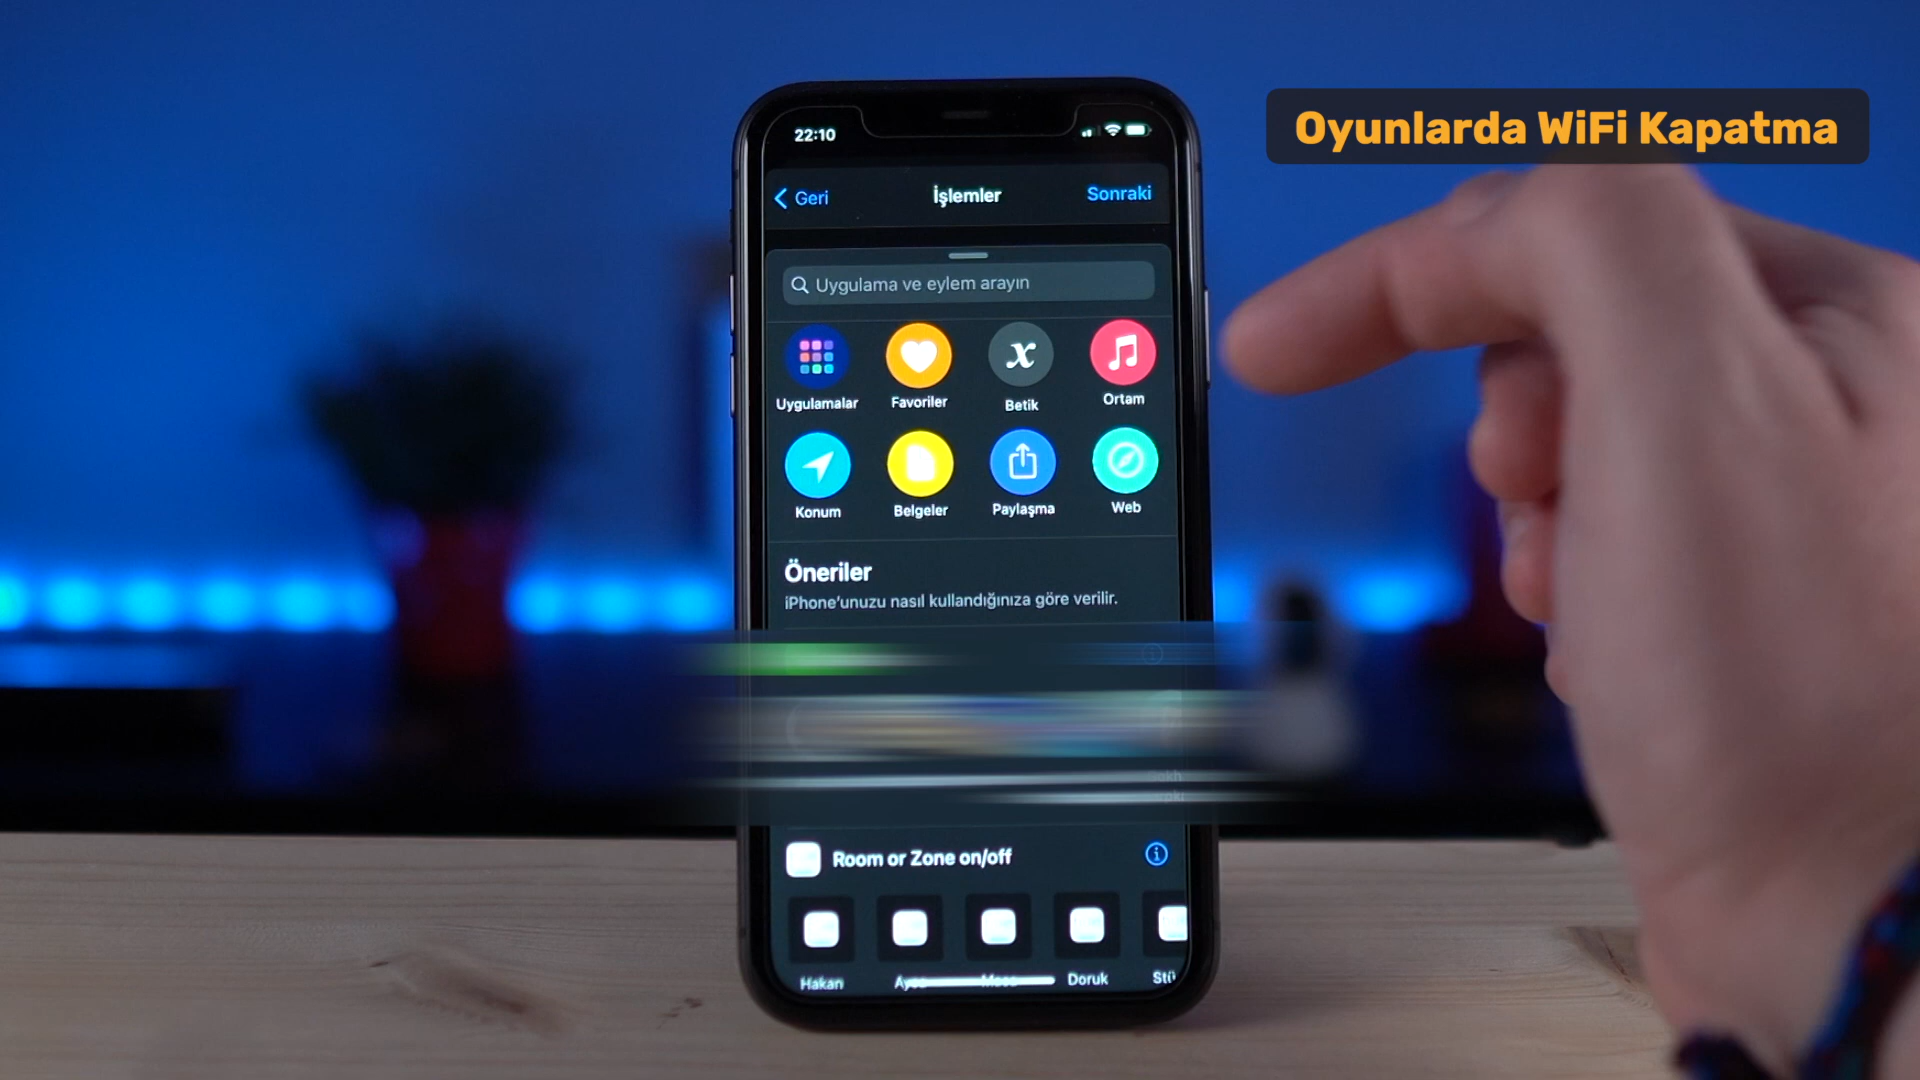 Oyunlarda WiFi Kapatma
22:10
Geri
İşlemler
Sonraki
Uygulama ve eylem arayın
Uygulamalar
Favoriler
Betik
Ortam
Konum
Belgeler
Paylaşma
Web
Öneriler
iPhone'unuzu nasıl kullandığınıza göre verilir.
Room or Zone on/off
Hakan
Doruk